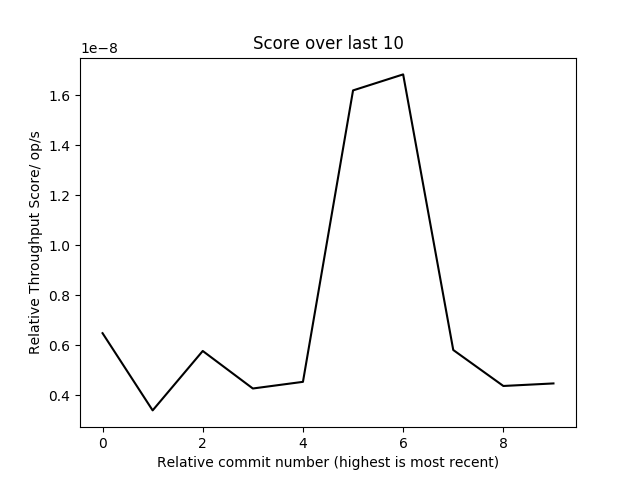 Score over last 10
1e−8
1.6
1.4
1.2
1.0
0.8
0.6
0.4
Relative Throughput Score/ op/s
0 2 4 6 8
Relative commit number (highest is most recent)